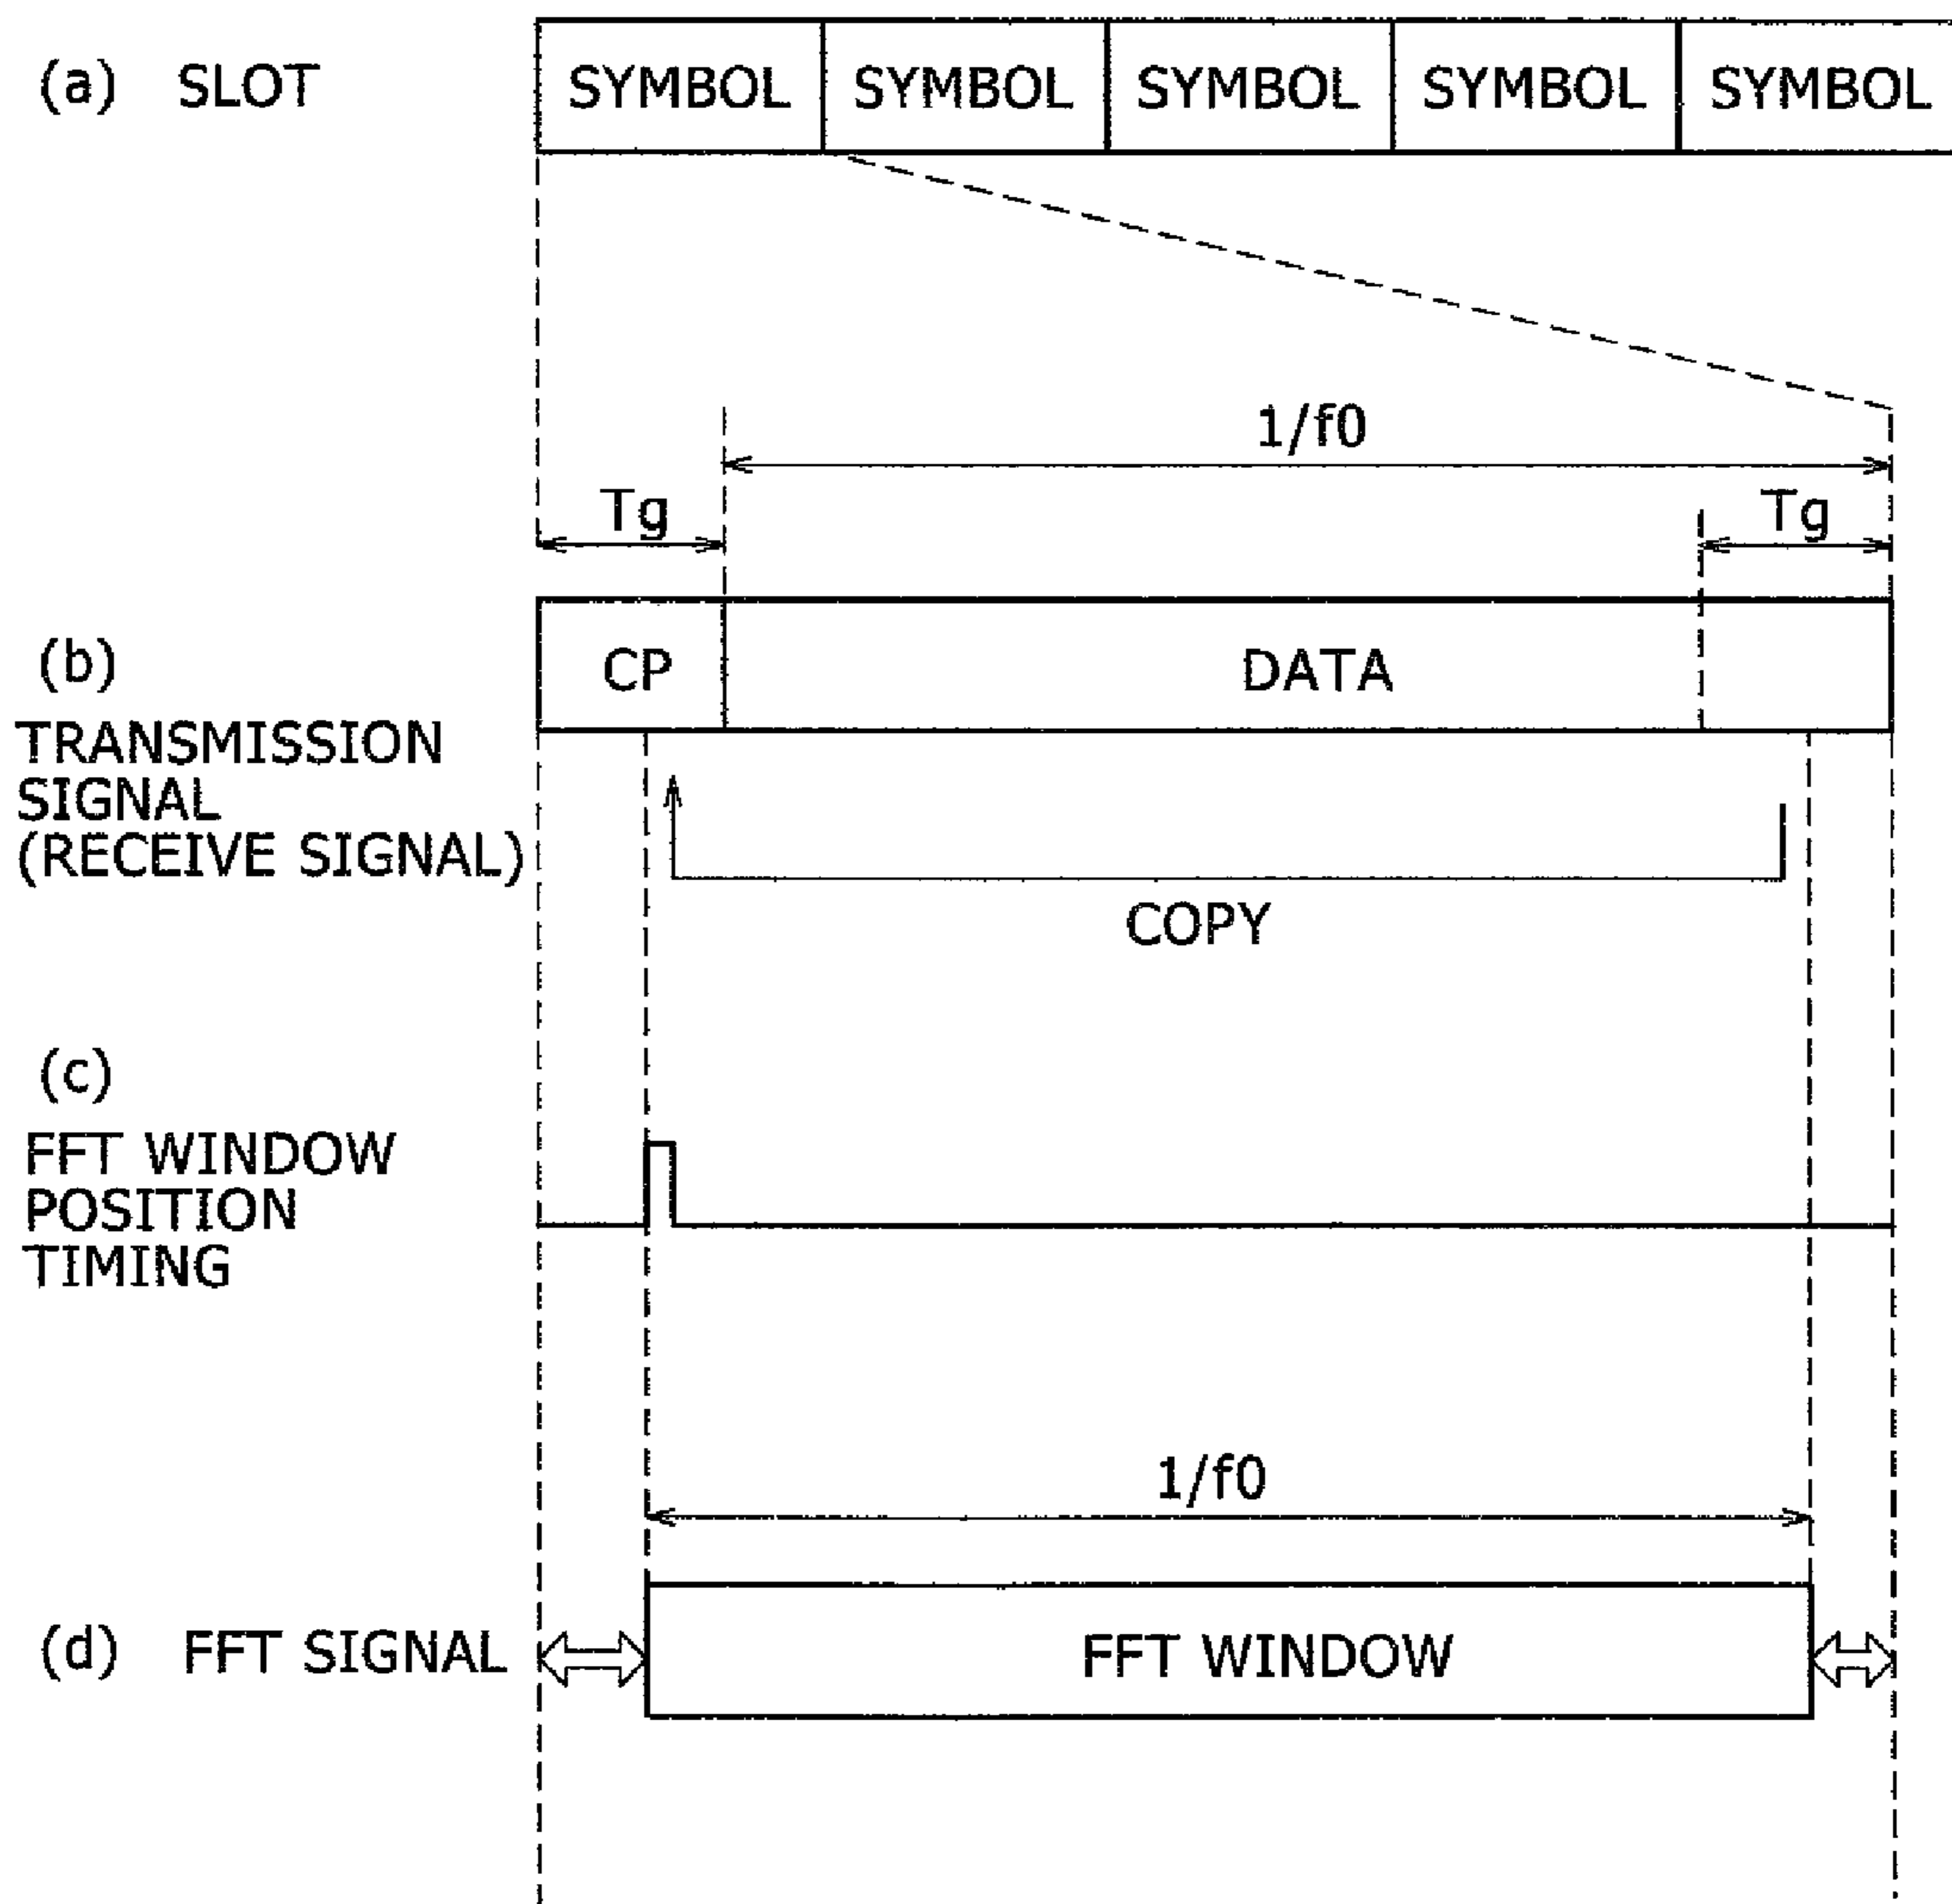 (a) SLOT SYMBOL SYMBOL SYMBOL SYMBOL SYMBOL
1/f0
Tg Tg
(b) CP DATA
TRANSMISSION
SIGNAL
(RECEIVE SIGNAL)
COPY
(c)
FFT WINDOW
POSITION
TIMING
1/f0
(d) FFT SIGNAL FFT WINDOW